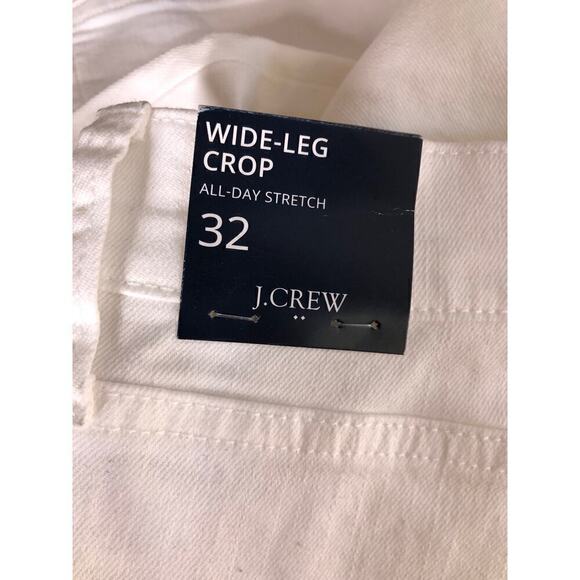 WIDE-LEG
CROP
ALL-DAY STRETCH
32
J.CREW